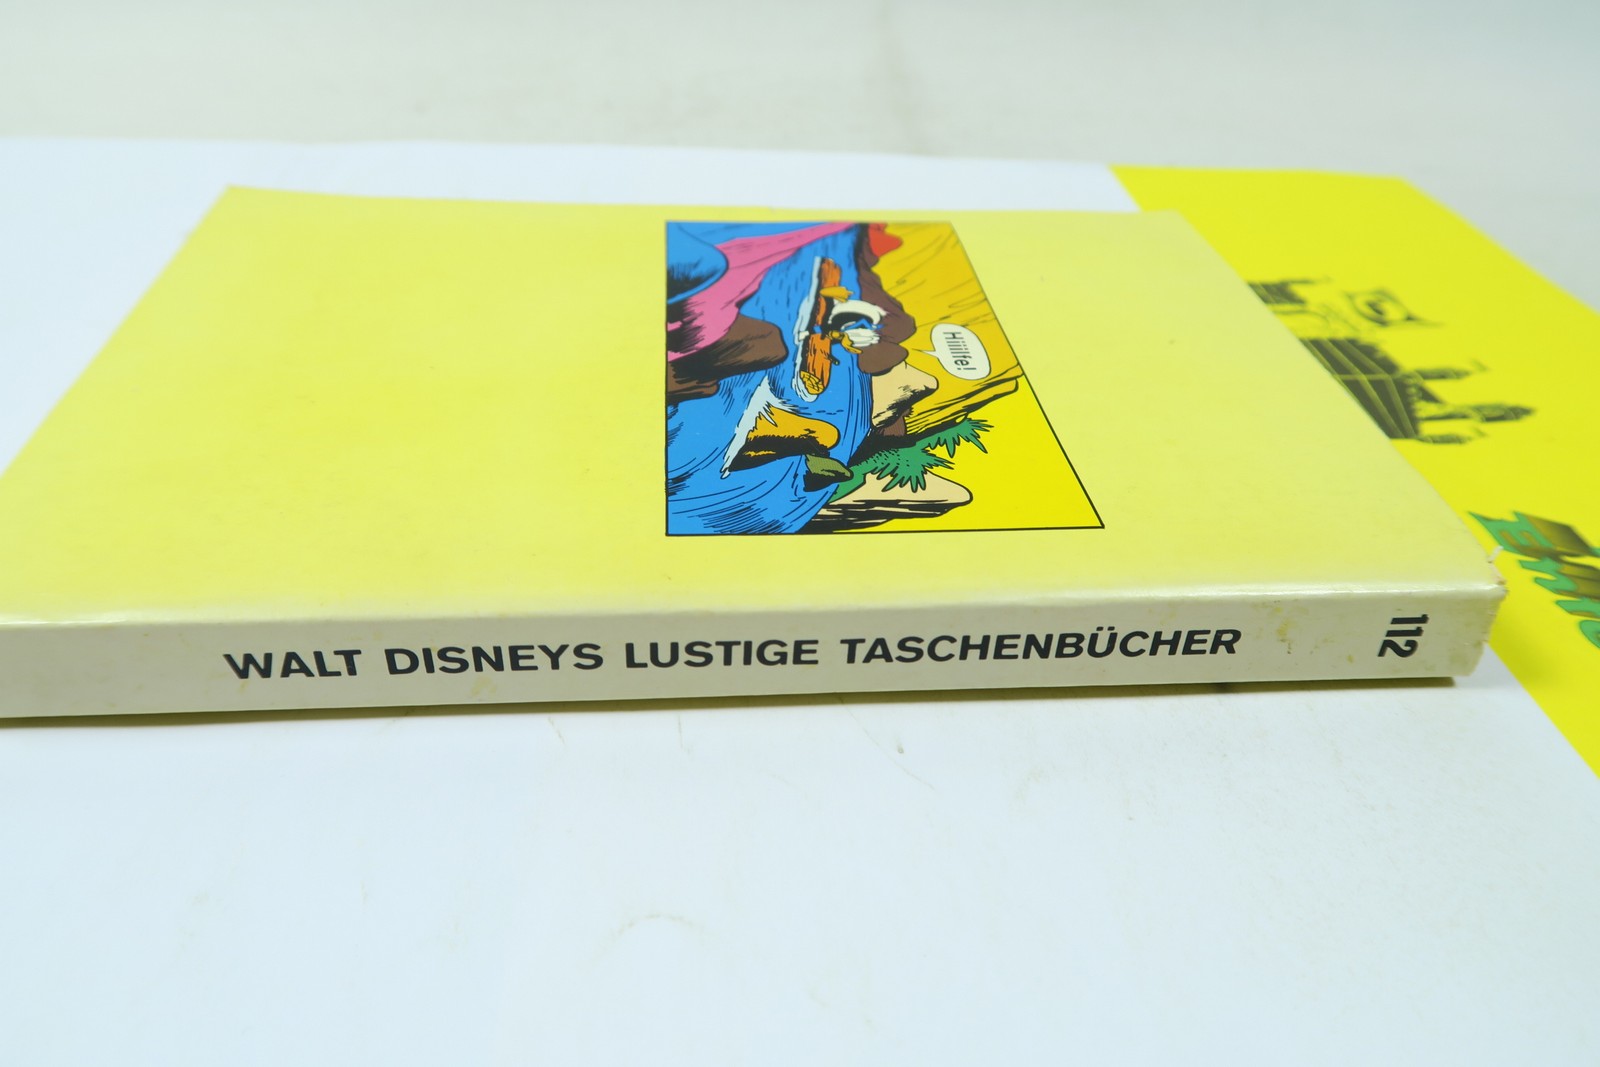 Hiiilfe!
WALT DISNEYS LUSTIGE TASCHENBÜCHER
112